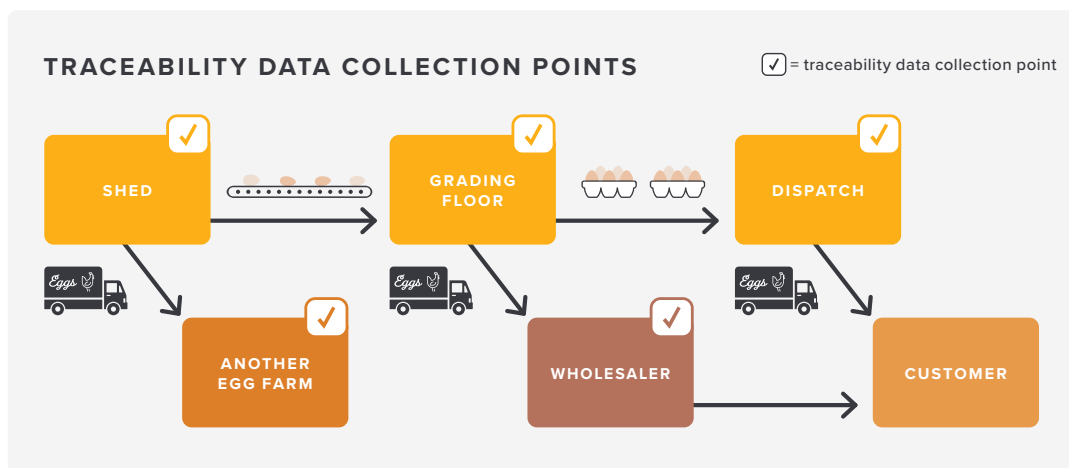 TRACEABILITY DATA COLLECTION POINTS
= traceability data collection point
SHED
GRADING
FLOOR
DISPATCH
Eggs
Eggs
Eggs
ANOTHER
EGG FARM
WHOLESALER
CUSTOMER